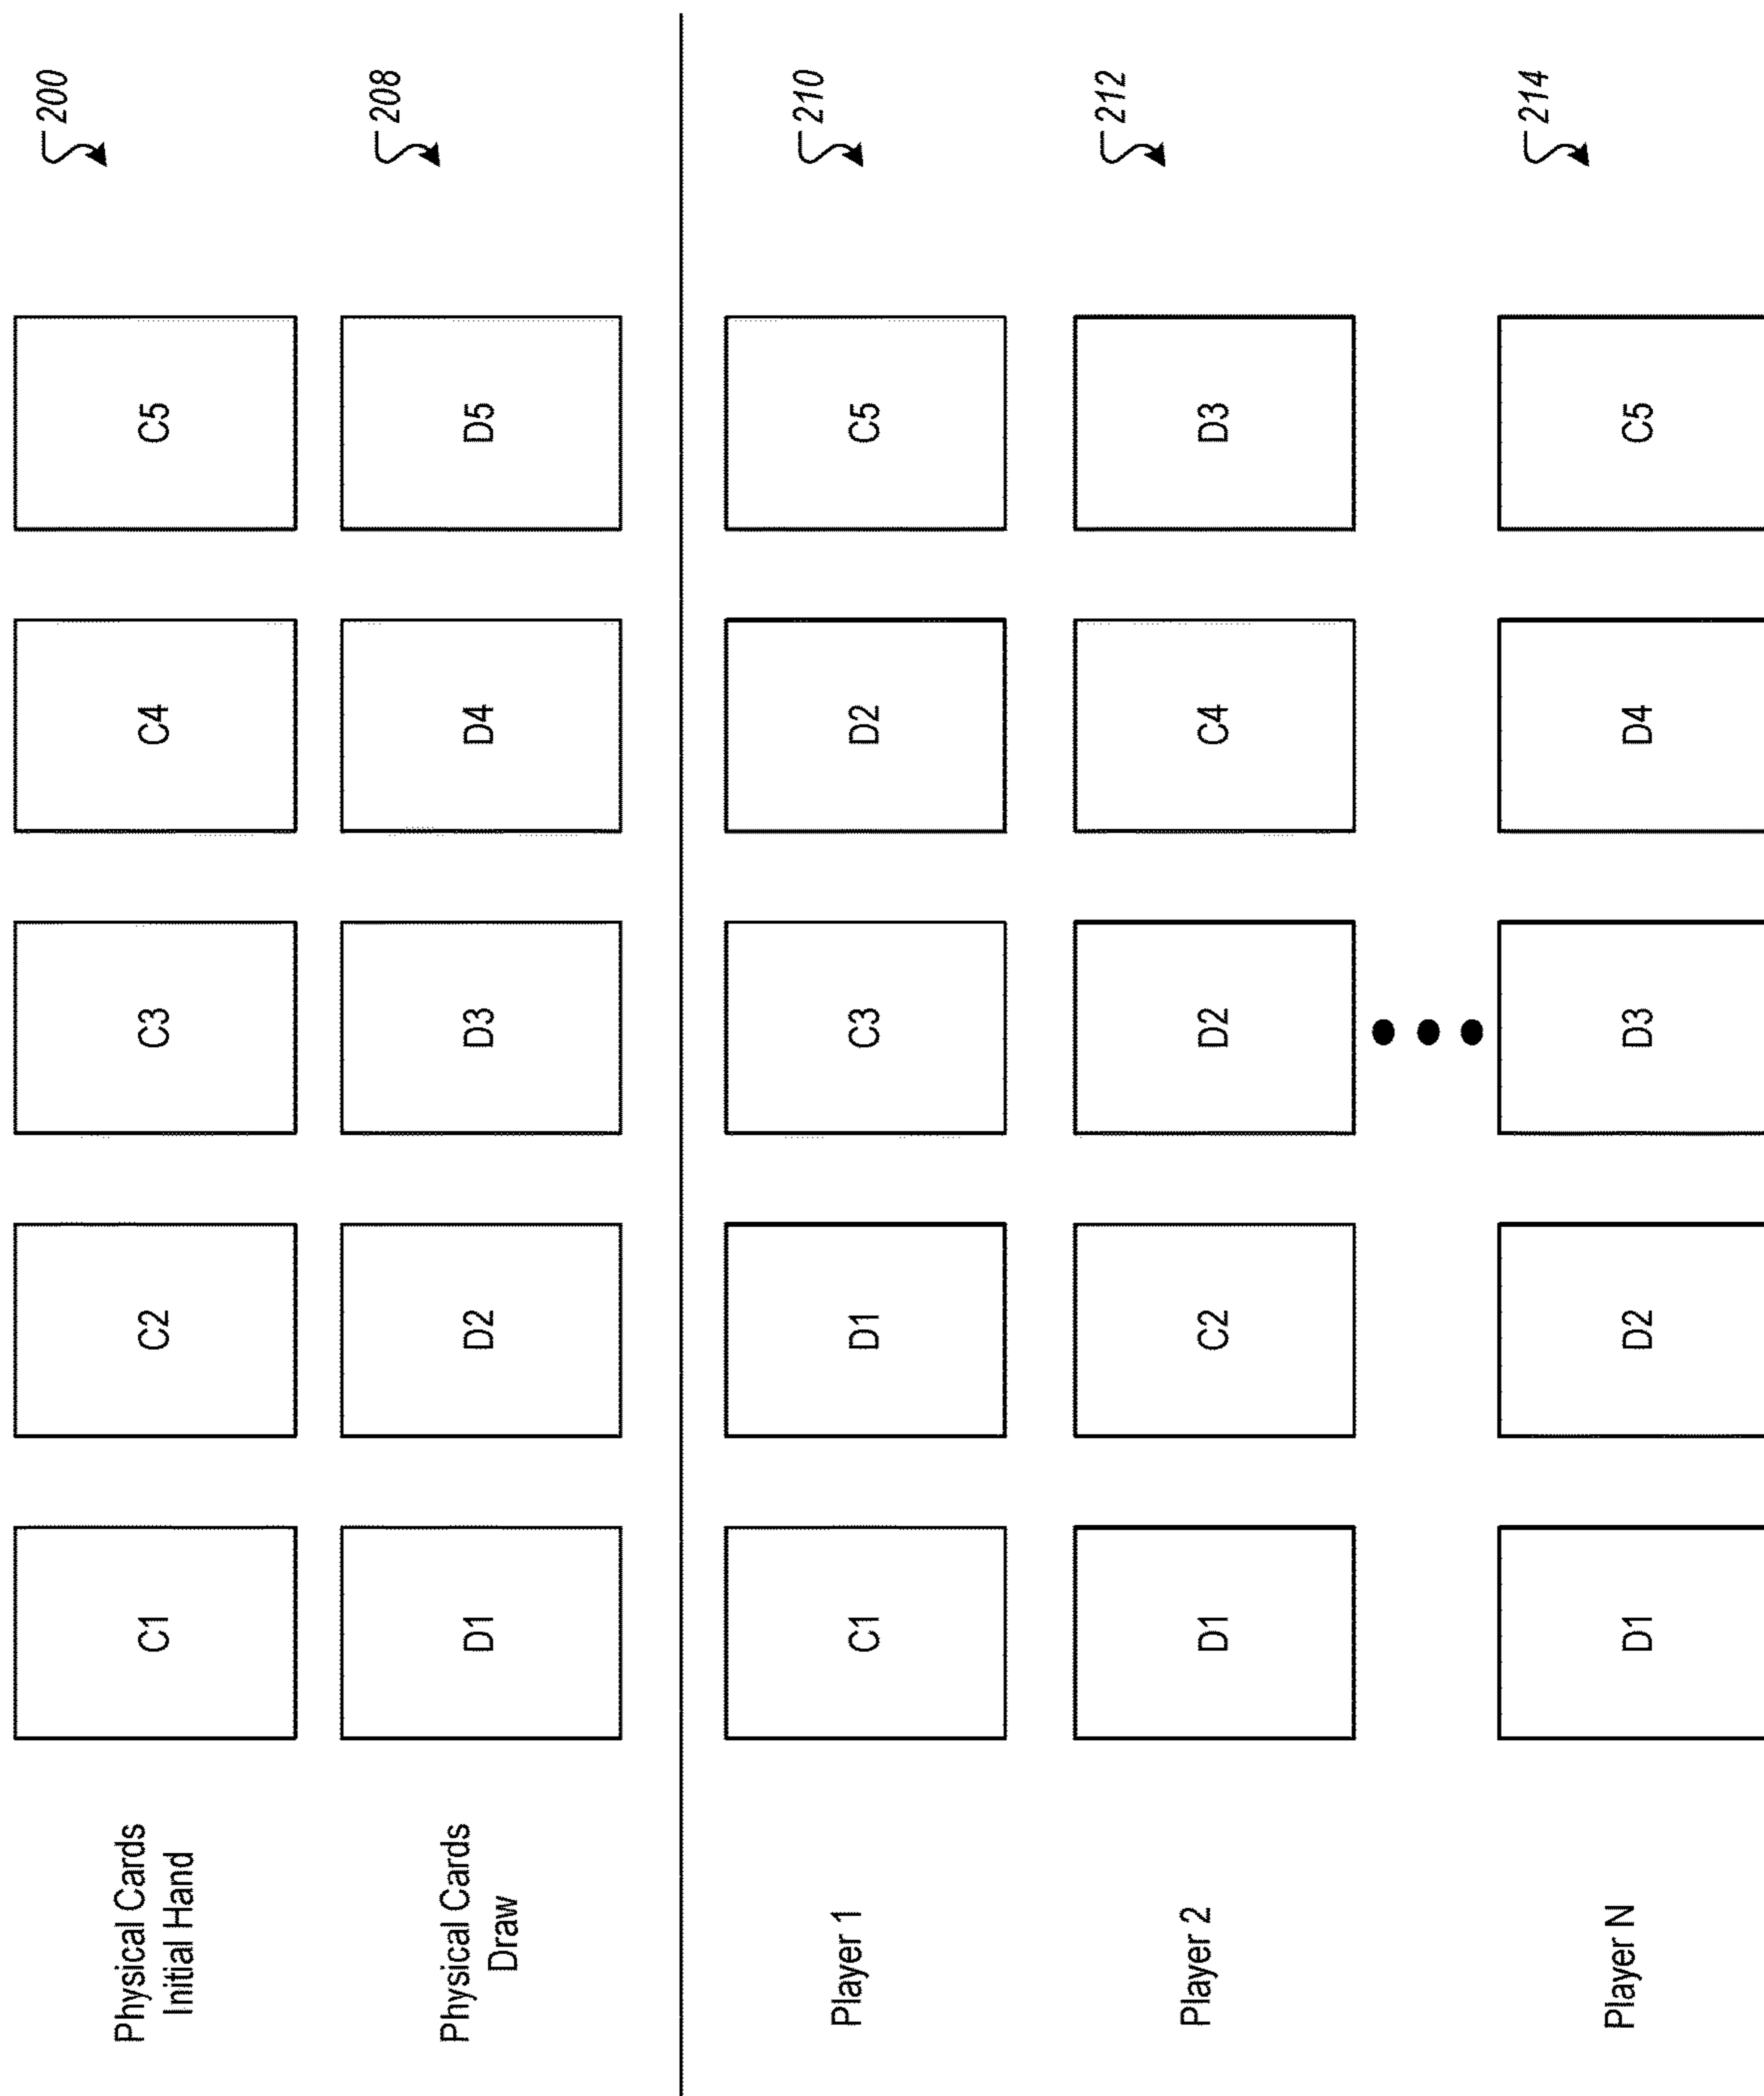 Physical Cards
Initial Hand
C1
C2
C3
C4
C5
200
Physical Cards
Draw
D1
D2
D3
D4
D5
208
Player 1
C1
D1
C3
D2
C5
210
Player 2
D1
C2
D2
C4
D3
212
Player N
D1
D2
D3
D4
C5
214